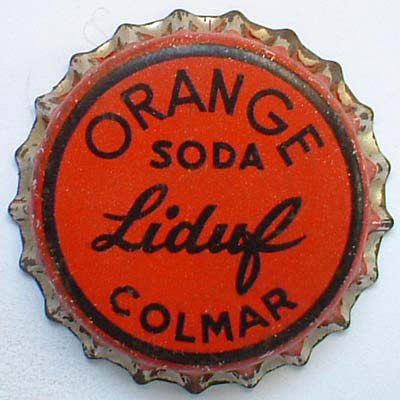 ORANGE
SODA
Liduf
COLMAR